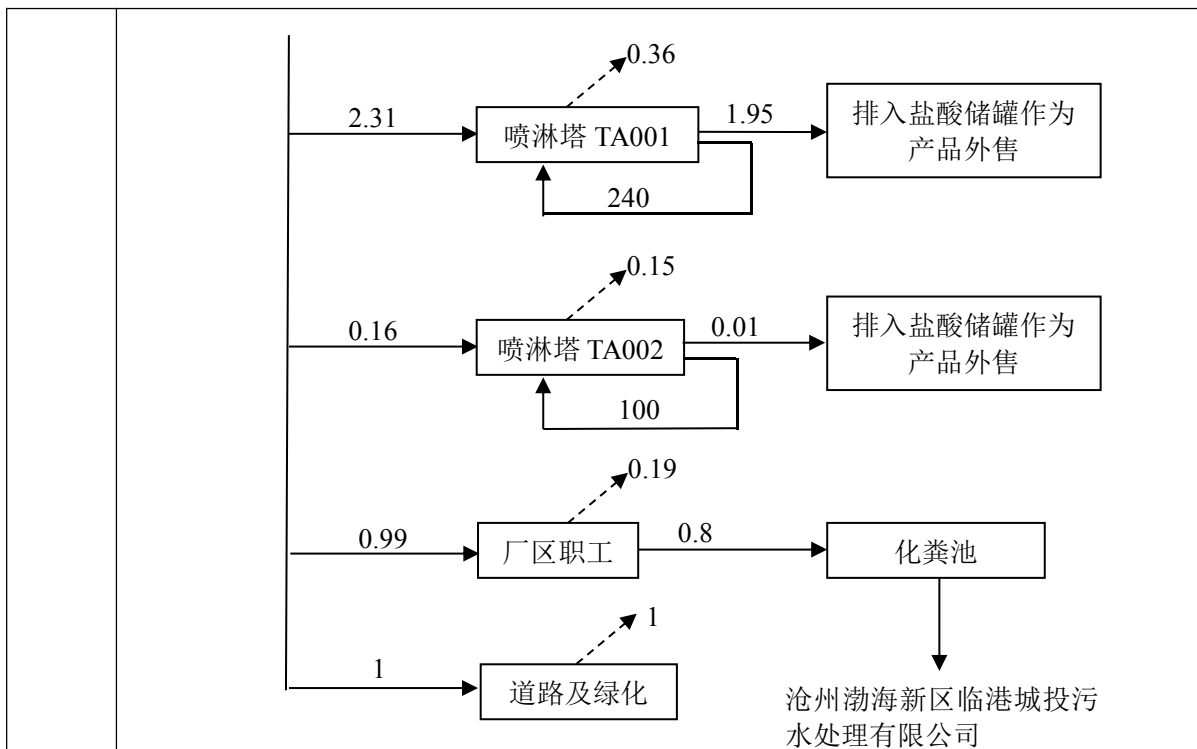 0.36
2.31
喷淋塔 TA001
1.95
排入盐酸储罐作为
产品外售
240
0.15
0.16
喷淋塔 TA002
0.01
排入盐酸储罐作为
产品外售
100
0.19
0.99
厂区职工
0.8
化粪池
1
1
道路及绿化
沧州渤海新区临港城投污
水处理有限公司